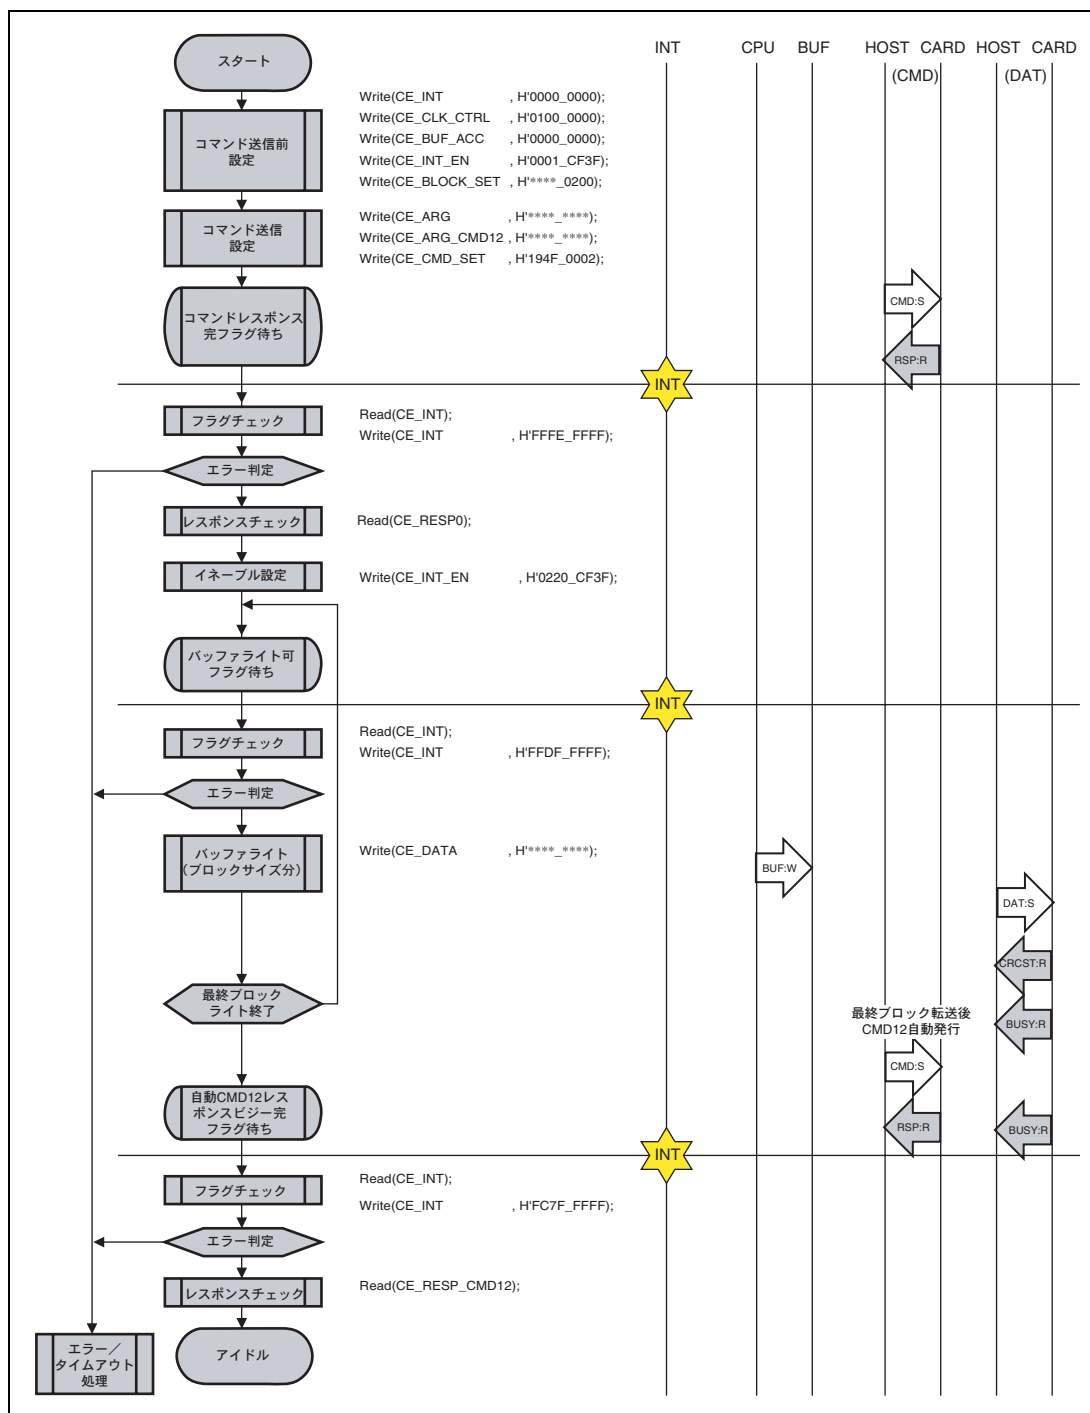 スタート
INT CPU BUF HOST CARD HOST CARD
(CMD) (DAT)
Write(CE_INT , H'0000_0000);
Write(CE_CLK_CTRL , H'0100_0000);
Write(CE_BUF_ACC , H'0000_0000);
Write(CE_INT_EN , H'0001_CF3F);
Write(CE_BLOCK_SET , H'****_0200);
コマンド送信前
設定
Write(CE_ARG , H'****_****);
Write(CE_ARG_CMD12 , H'****_****);
Write(CE_CMD_SET , H'194F_0002);
コマンド送信
設定
コマンドレスポンス
完フラグ待ち
CMD:S
RSP:R
INT
フラグチェック
Read(CE_INT);
Write(CE_INT , H'FFFE_FFFF);
エラー判定
レスポンスチェック
Read(CE_RESP0);
イネーブル設定
Write(CE_INT_EN , H'0220_CF3F);
バッファライト可
フラグ待ち
INT
フラグチェック
Read(CE_INT);
Write(CE_INT , H'FFDF_FFFF);
エラー判定
バッファライト
(ブロックサイズ分)
Write(CE_DATA , H'****_****);
BUF:W
DAT:S
CRCST:R
BUSY:R
最終ブロック
ライト終了
最終ブロック転送後
CMD12自動発行
CMD:S
自動CMD12レス
ポンスビジー完
フラグ待ち
RSP:R
BUSY:R
INT
フラグチェック
Read(CE_INT);
Write(CE_INT , H'FC7F_FFFF);
エラー判定
レスポンスチェック
Read(CE_RESP_CMD12);
エラー/
タイムアウト
処理
アイドル